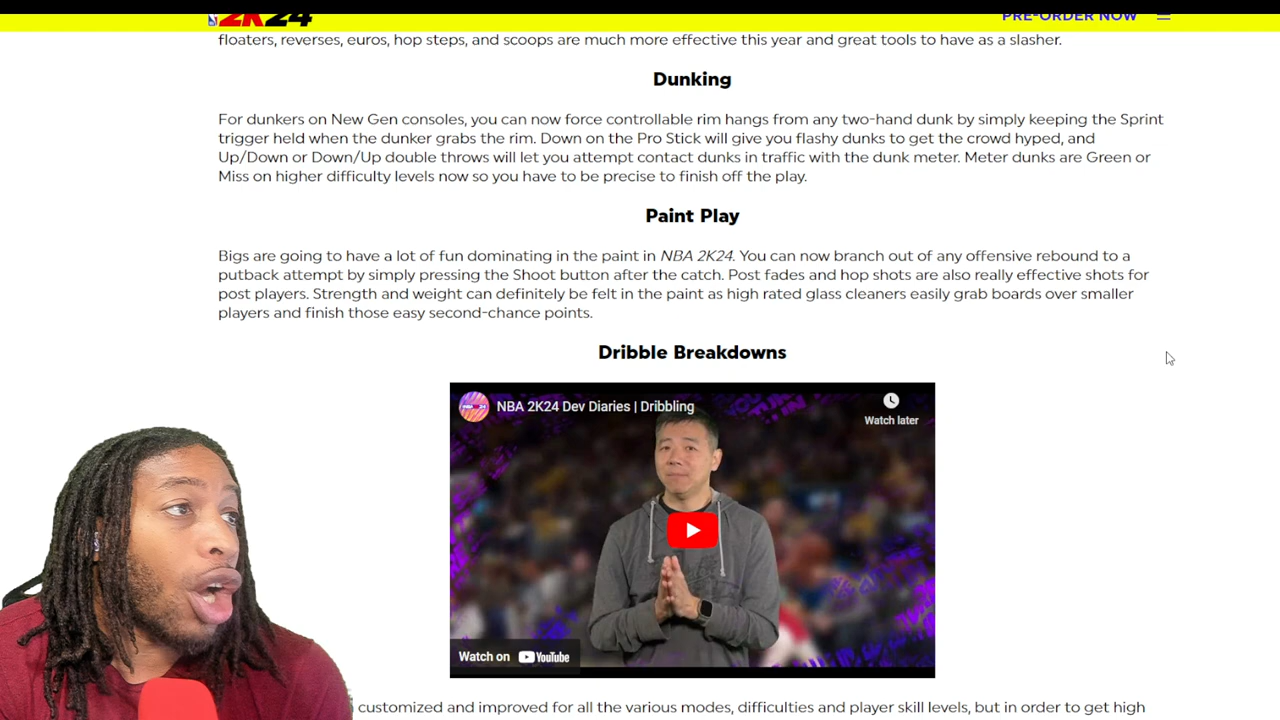 2K24
PRE-ORDER NOW
floaters, reverses, euros, hop steps, and scoops are much more effective this year and great tools to have as a slasher.
Dunking
For dunkers on New Gen consoles, you can now force controllable rim hangs from any two-hand dunk by simply keeping the Sprint
trigger held when the dunker grabs the rim. Down on the Pro Stick will give you flashy dunks to get the crowd hyped, and
Up/Down or Down/Up double throws will let you attempt contact dunks in traffic with the dunk meter. Meter dunks are Green or
Miss on higher difficulty levels now so you have to be precise to finish off the play.
Paint Play
Bigs are going to have a lot of fun dominating in the paint in NBA 2K24. You can now branch out of any offensive rebound to a
putback attempt by simply pressing the Shoot button after the catch. Post fades and hop shots are also really effective shots for
post players. Strength and weight can definitely be felt in the paint as high rated glass cleaners easily grab boards over smaller
players and finish those easy second-chance points.
Dribble Breakdowns
NBA 2K24 Dev Diaries | Dribbling
Watch later
Watch on YouTube
customized and improved for all the various modes, difficulties and player skill levels, but in order to get high